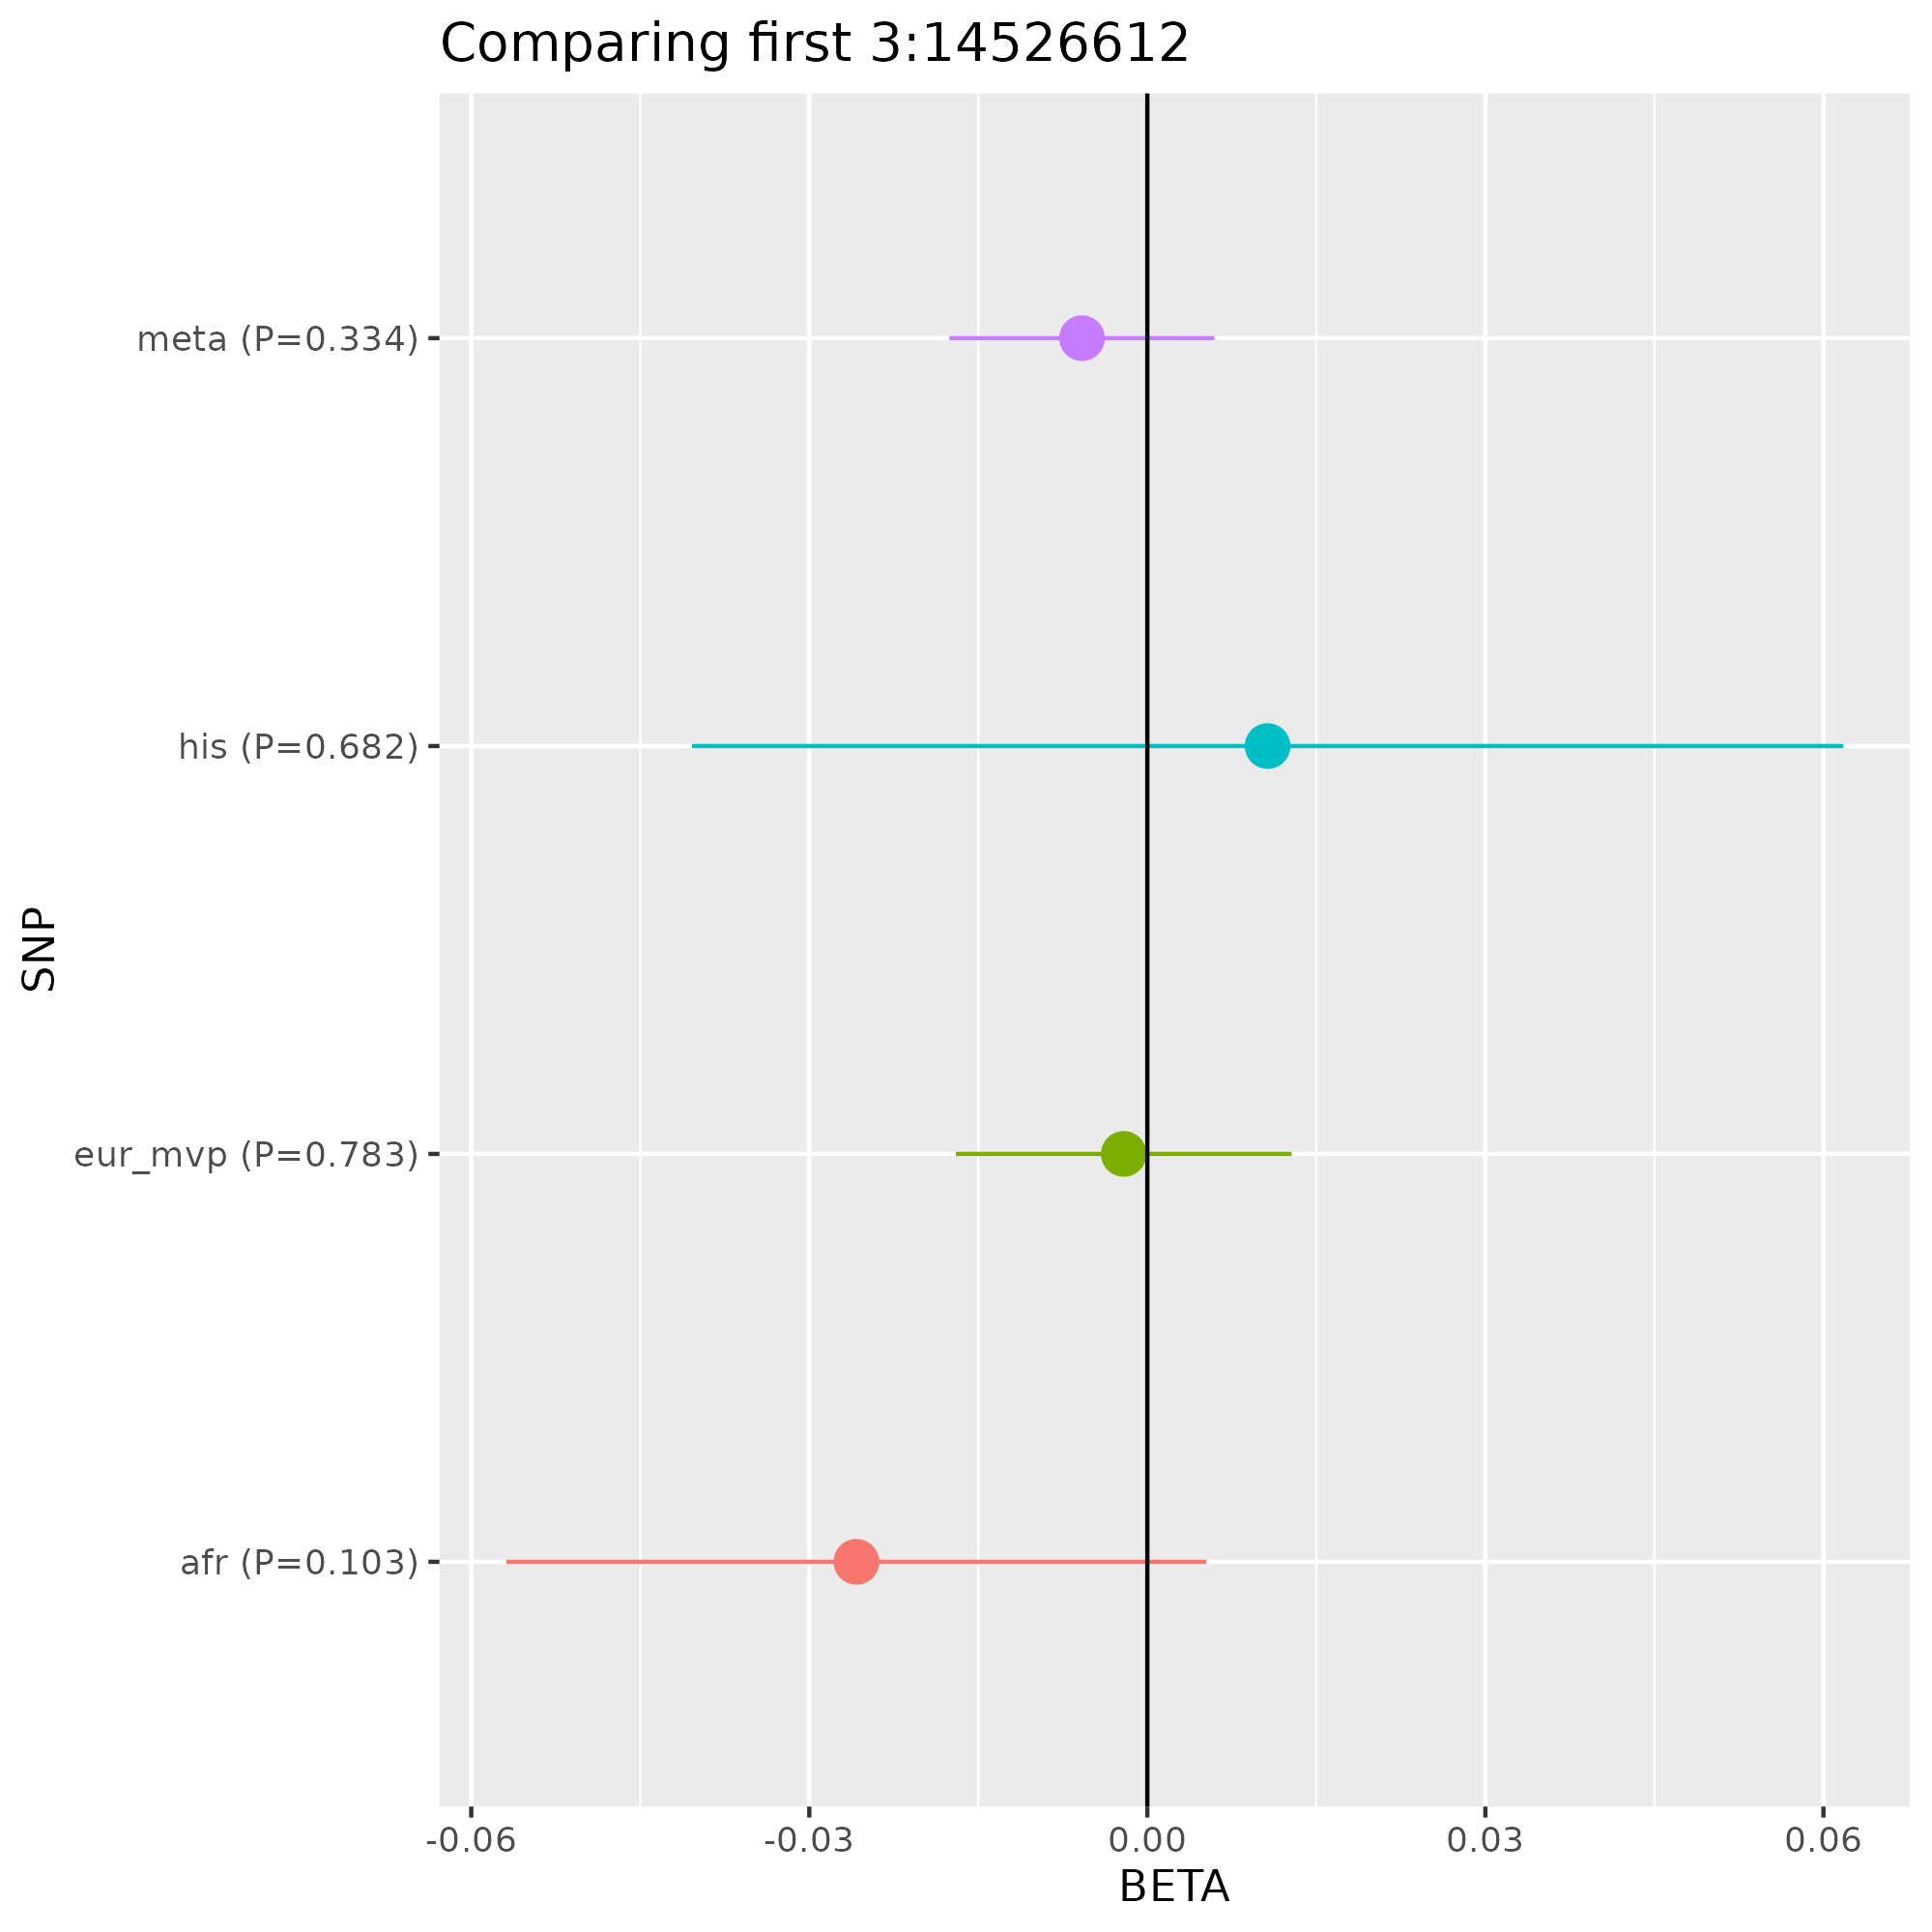 Comparing first 3:14526612
meta (P=0.334)
his (P=0.682)
SNP
eur_mvp (P=0.783)
afr (P=0.103)
-0.06 -0.03 0.00 0.03 0.06
BETA